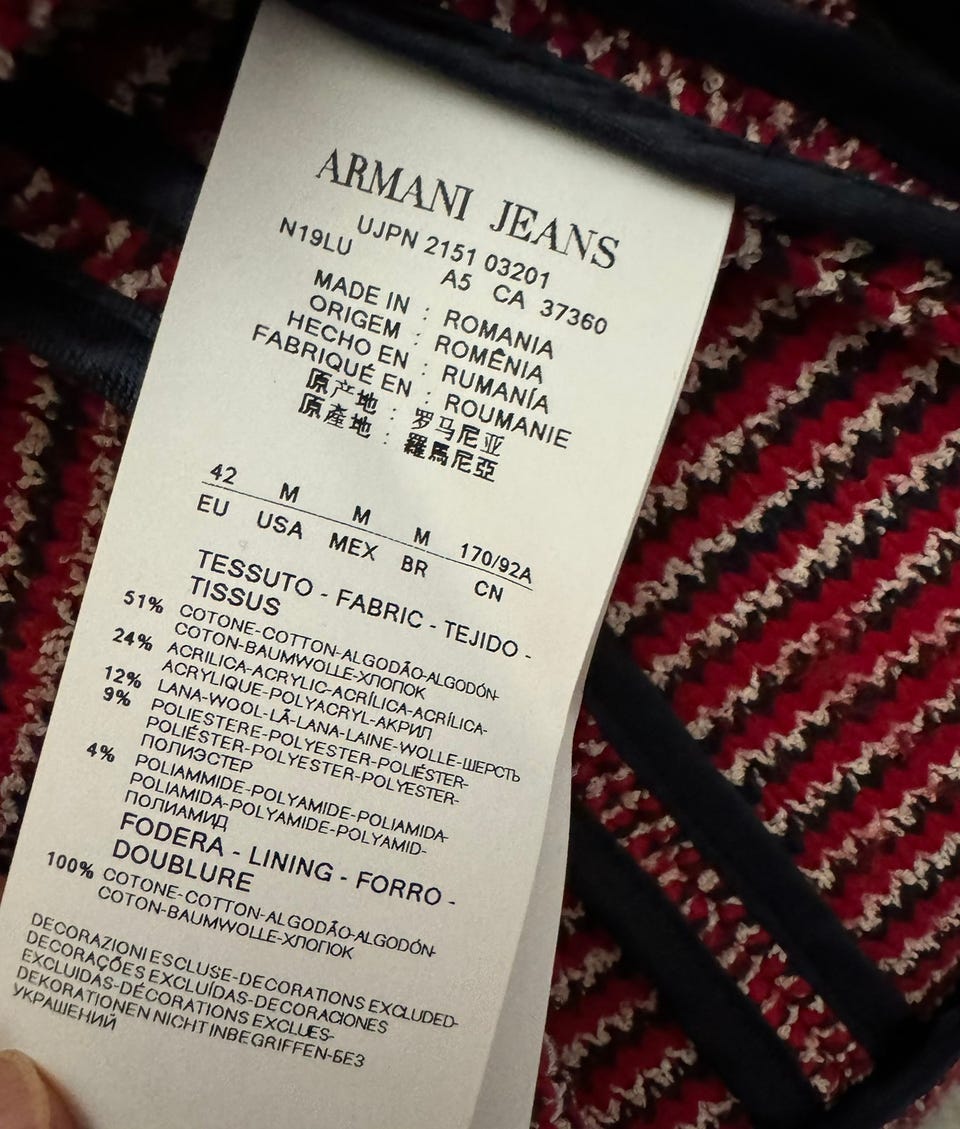 ARMANI JEANS
UJPN 2151 03201
N19LU A5 CA 37360
MADE IN : ROMANIA
ORIGEM : ROMÊNIA
HECHO EN : RUMANÍA
FABRIQUÉ EN : ROUMANIE
原产地 : 罗马尼亚
原產地 : 羅馬尼亞
42 M M M 170/92A
EU USA MEX BR CN
TESSUTO - FABRIC - TEJIDO -
TISSUS
51% COTONE-COTTON-ALGODÃO-ALGODÓN-
COTON-BAUMWOLLE-ХЛОПОК
24% ACRILICA-ACRYLIC-ACRÍLICA-ACRÍLICA-
ACRYLIQUE-POLYACRYL-АКРИЛ
12% LANA-WOOL-LÃ-LANA-LAINE-WOLLE-ШЕРСТЬ
9% POLIESTERE-POLYESTER-POLIÉSTER-
POLIÉSTER-POLYESTER-POLYESTER-
ПОЛИЭСТЕР
4% POLIAMMIDE-POLYAMIDE-POLIAMIDA-
POLIAMIDA-POLYAMIDE-POLYAMID-
ПОЛИАМИД
FODERA - LINING - FORRO -
DOUBLURE
100% COTONE-COTTON-ALGODÃO-ALGODÓN-
COTON-BAUMWOLLE-ХЛОПОК
DECORAZIONI ESCLUSE-DECORATIONS EXCLUDED-
DECORAÇÕES EXCLUÍDAS-DECORACIONES
EXCLUIDAS-DÉCORATIONS EXCLUES-
DEKORATIONEN NICHT INBEGRIFFEN-БЕЗ
УКРАШЕНИЙ